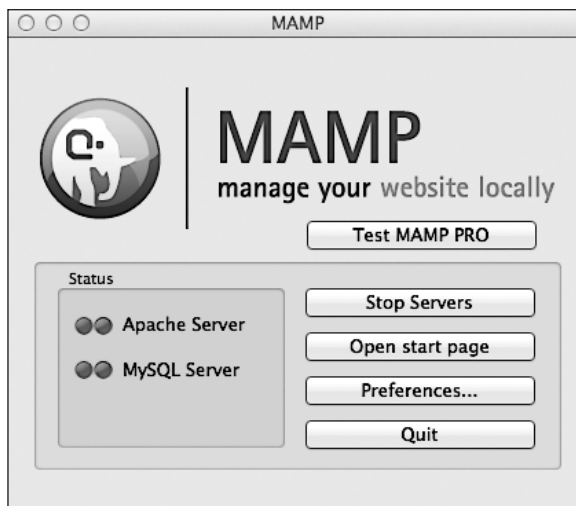 MAMP
MAMP
manage your website locally
Test MAMP PRO
Status
Apache Server
MySQL Server
Stop Servers
Open start page
Preferences...
Quit